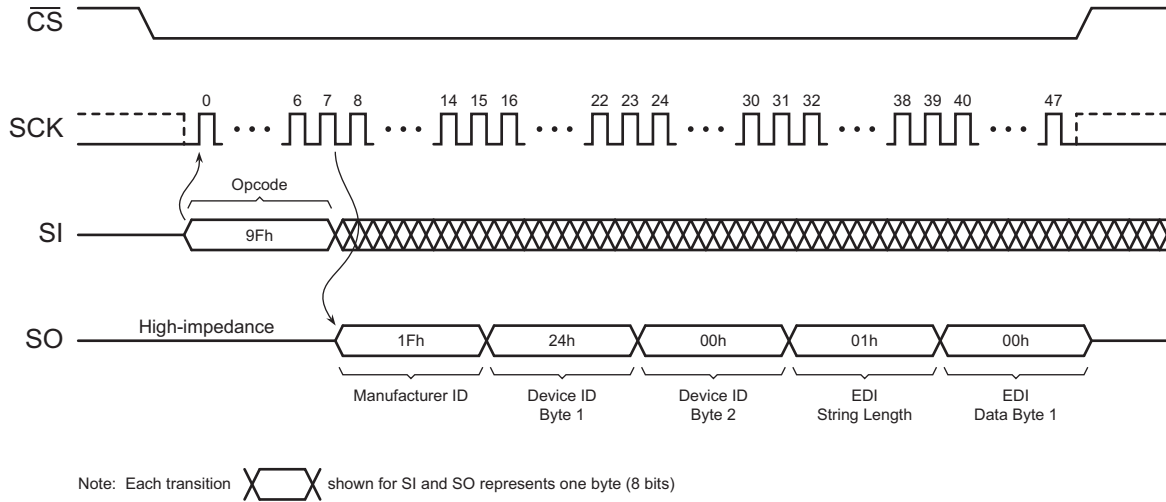 CS
SCK
0 6 7 8 14 15 16 22 23 24 30 31 32 38 39 40 47
Opcode
SI
9Fh
High-impedance
SO
1Fh 24h 00h 01h 00h
Manufacturer ID Device ID Device ID EDI EDI
Byte 1 Byte 2 String Length Data Byte 1
Note: Each transition shown for SI and SO represents one byte (8 bits)